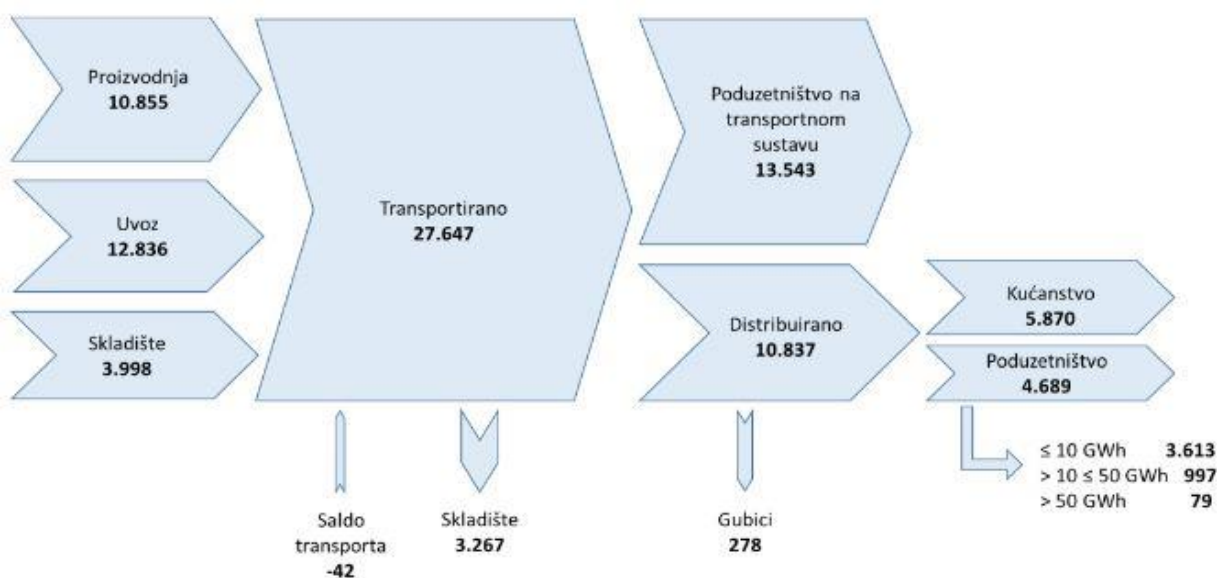 Proizvodnja
10.855
Uvoz
12.836
Skladište
3.998
Transportirano
27.647
Saldo
transporta
-42
Skladište
3.267
Poduzetništvo na
transportnom
sustavu
13.543
Distribuirano
10.837
Gubici
278
Kućanstvo
5.870
Poduzetništvo
4.689
≤ 10 GWh 3.613
> 10 ≤ 50 GWh 997
> 50 GWh 79